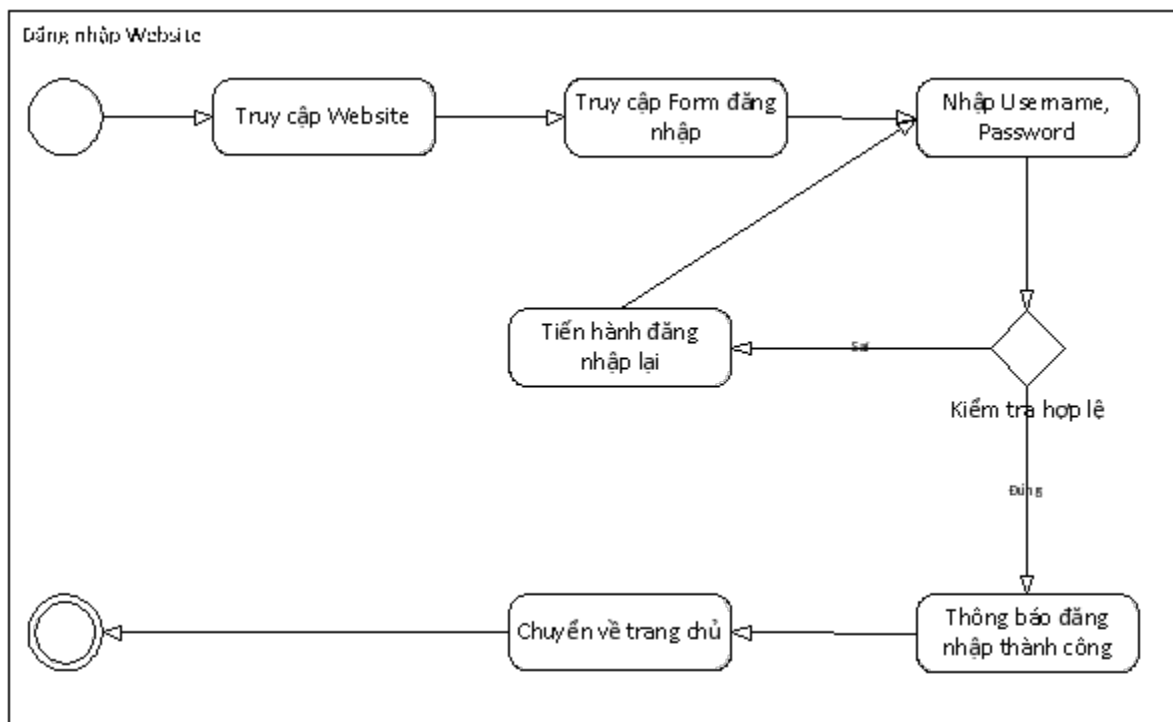 Đăng nhập Website
Truy cập Website
Truy cập Form đăng
nhập
Nhập Username,
Password
Tiến hành đăng
nhập lại
Sai
Kiểm tra hợp lệ
Đúng
Chuyển về trang chủ
Thông báo đăng
nhập thành công